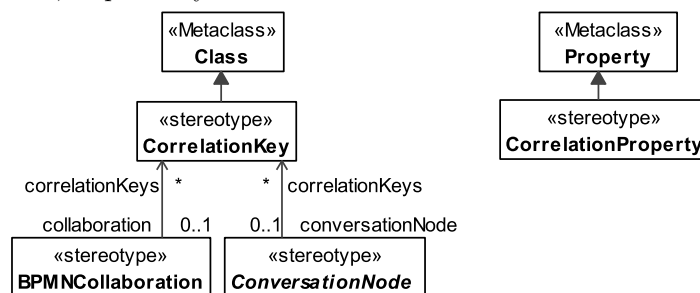 «Metaclass»
Class
«Metaclass»
Property
«stereotype»
CorrelationKey
«stereotype»
CorrelationProperty
correlationKeys
*
*
correlationKeys
collaboration
0..1
0..1
conversationNode
«stereotype»
BPMNCollaboration
«stereotype»
ConversationNode